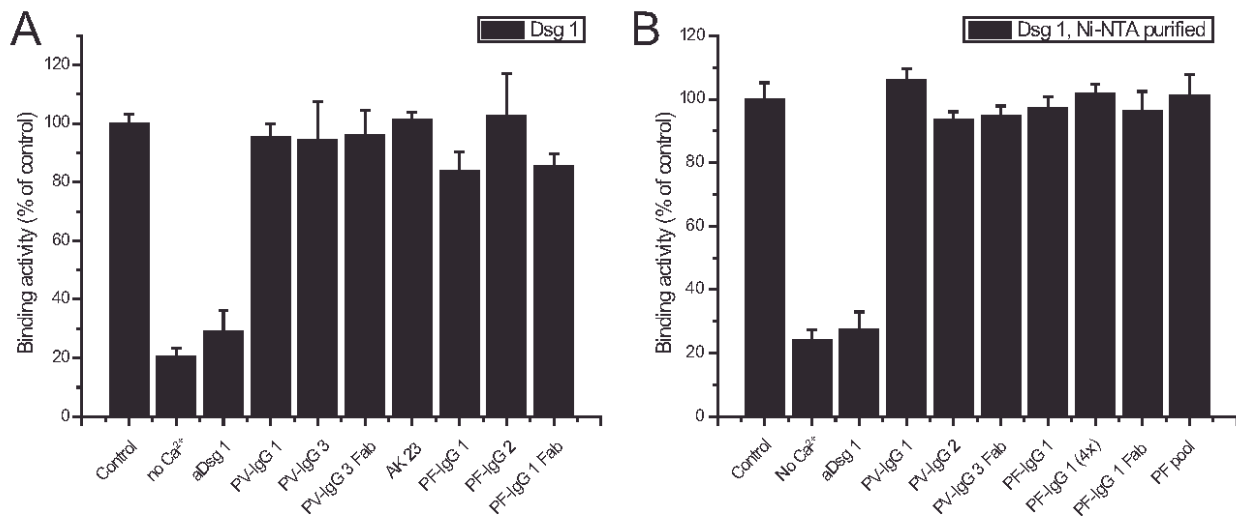 A
Dsg 1
Binding activity (% of control)
120
100
80
60
40
20
0
Control
no Ca²⁺
aDsg 1
PV-IgG 1
PV-IgG 3
PV-IgG 3 Fab
AK 23
PF-IgG 1
PF-IgG 2
PF-IgG 1 Fab
B
Dsg 1, Ni-NTA purified
Binding activity (% of control)
120
100
80
60
40
20
0
Control
No Ca²⁺
aDsg 1
PV-IgG 1
PV-IgG 2
PV-IgG 3 Fab
PF-IgG 1
PF-IgG 1 (4x)
PF-IgG 1 Fab
PF pool